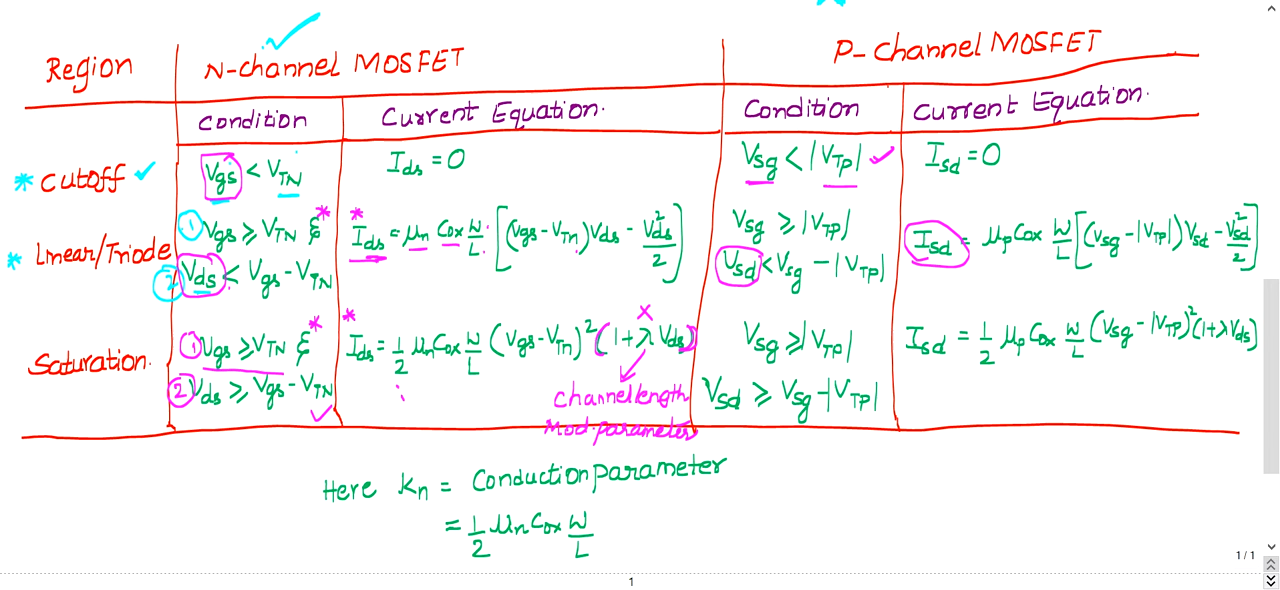 Region N-channel MOSFET P-Channel MOSFET
Condition Current Equation. Condition Current Equation.
* Cutoff ✓ Vgs < VTN Ids = 0 Vsg < |VTP| ✓ Isd = 0
* Linear/Triode ① Vgs ≥ VTN & * * Ids = μn Cox W/L [(Vgs - VTn) Vds - Vds²/2] Vsg ≥ |VTP| Isd = μp Cox W/L [(Vsg - |VTP|) Vsd - Vsd²/2]
② Vds < Vgs - VTN Vsd < Vsg - |VTP|
Saturation. ① Vgs ≥ VTN & * * Ids = 1/2 μn Cox W/L (Vgs - VTn)² (1 + λ Vds) x Vsg ≥ |VTP| Isd = 1/2 μp Cox W/L (Vsg - |VTP|)² (1 + λ Vds)
② Vds ≥ Vgs - VTN ✓ Channel length Vsd ≥ Vsg - |VTP|
Mod. parameter
Here Kn = Conduction parameter
= 1/2 μn Cox W/L
1 / 1
1